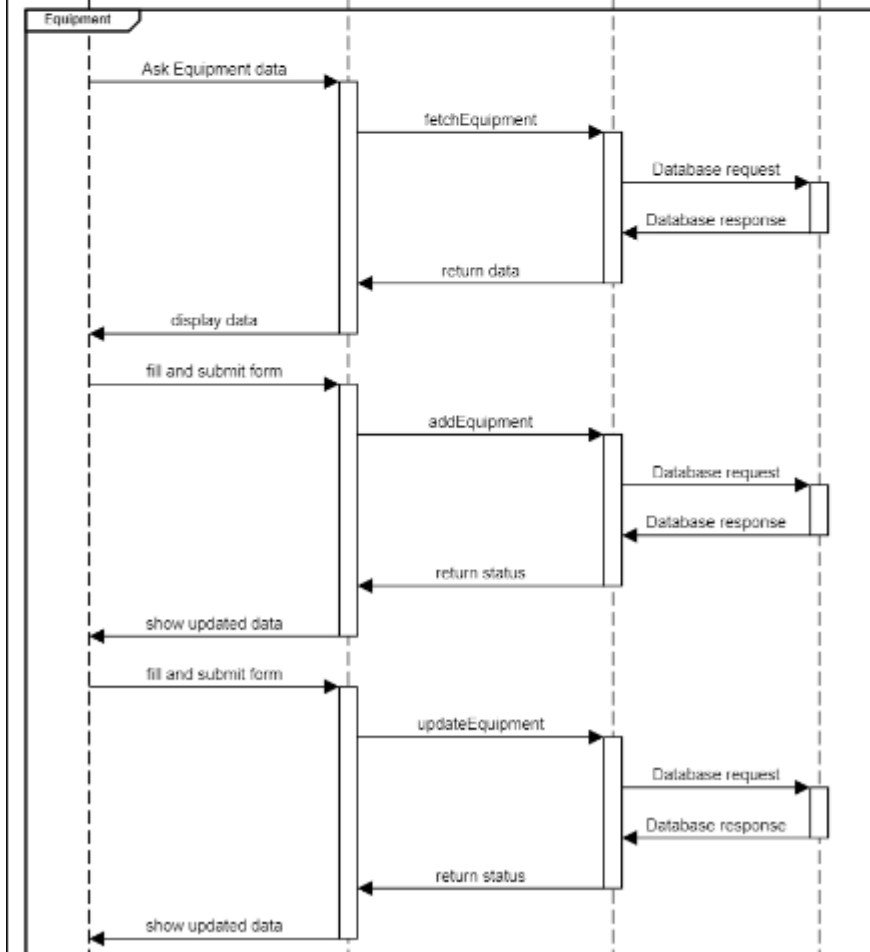 Equipment
Ask Equipment data
fetchEquipment
Database request
Database response
return data
display data
fill and submit form
addEquipment
Database request
Database response
return status
show updated data
fill and submit form
updateEquipment
Database request
Database response
return status
show updated data